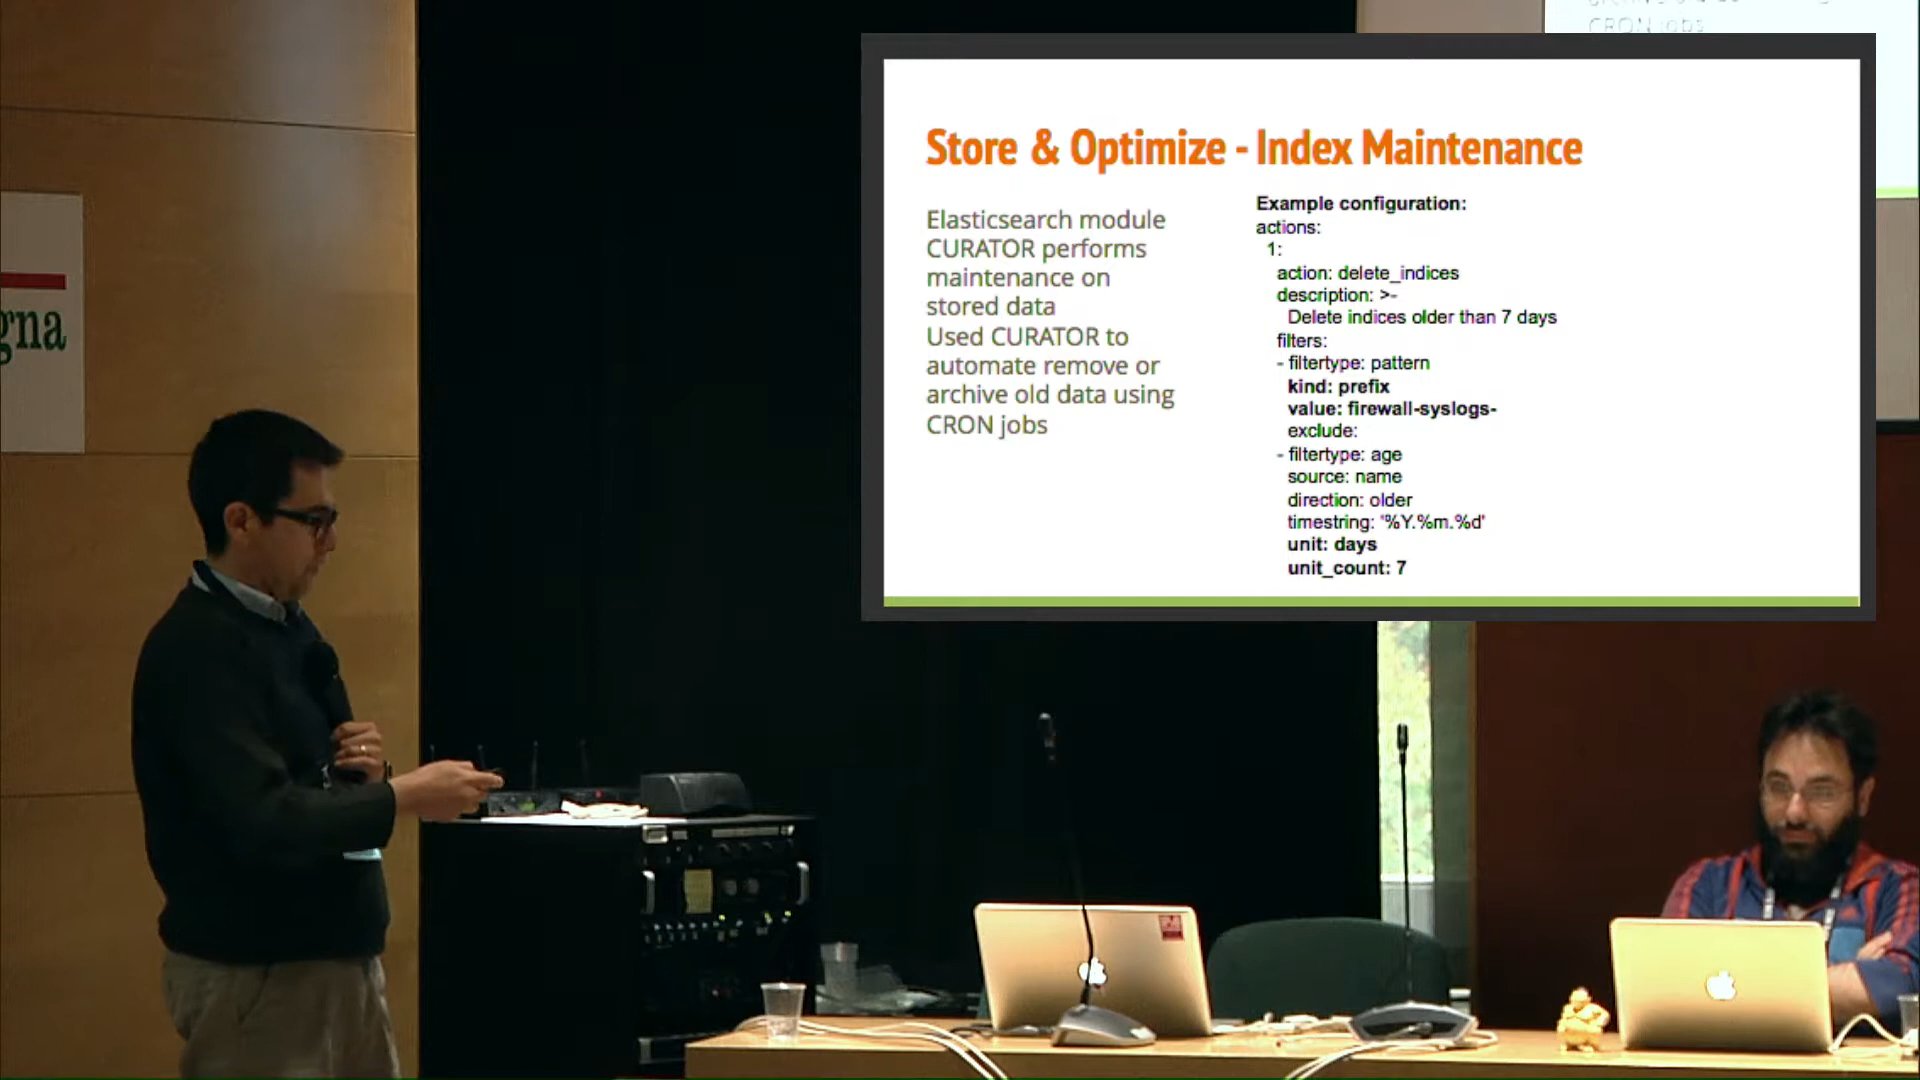 CRON jobs
Store & Optimize - Index Maintenance
Elasticsearch module
CURATOR performs
maintenance on
stored data
Used CURATOR to
automate remove or
archive old data using
CRON jobs
Example configuration:
actions:
1:
action: delete_indices
description: >-
Delete indices older than 7 days
filters:
- filtertype: pattern
kind: prefix
value: firewall-syslogs-
exclude:
- filtertype: age
source: name
direction: older
timestring: '%Y.%m.%d'
unit: days
unit_count: 7
gna